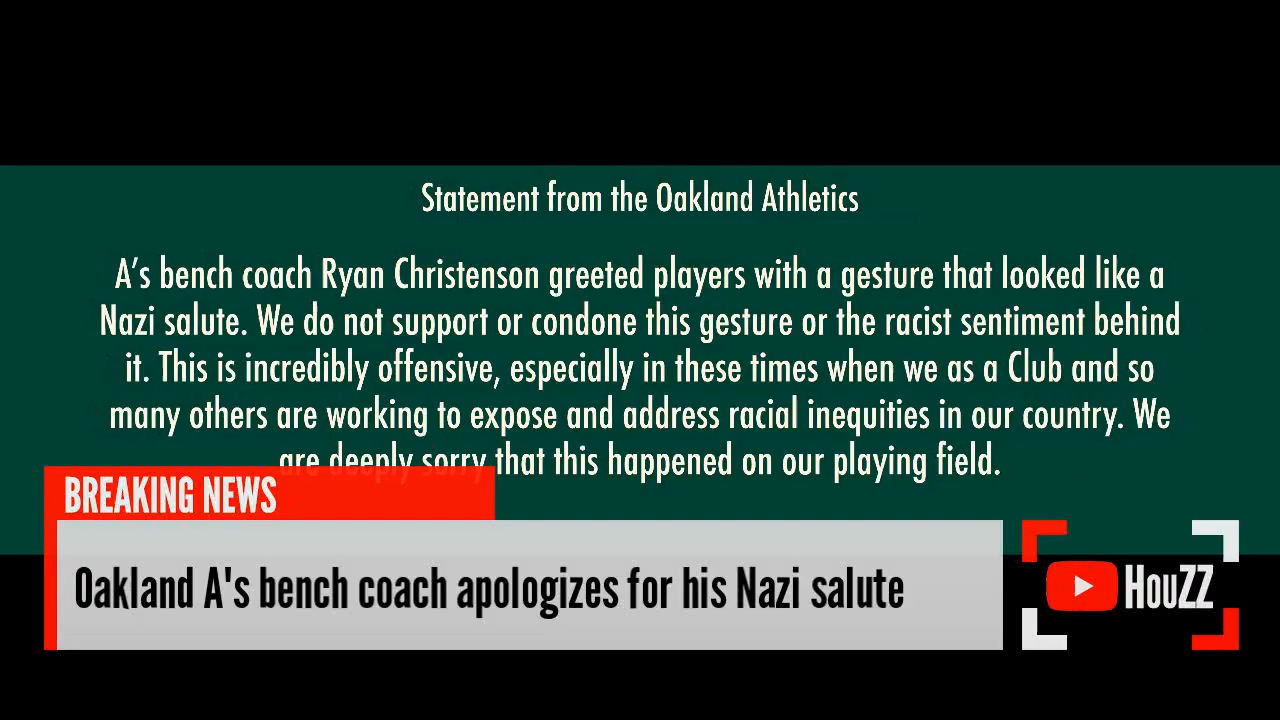 Statement from the Oakland Athletics
A's bench coach Ryan Christenson greeted players with a gesture that looked like a
Nazi salute. We do not support or condone this gesture or the racist sentiment behind
it. This is incredibly offensive, especially in these times when we as a Club and so
many others are working to expose and address racial inequities in our country. We
are deeply sorry that this happened on our playing field.
BREAKING NEWS
Oakland A's bench coach apologizes for his Nazi salute
HouZZ